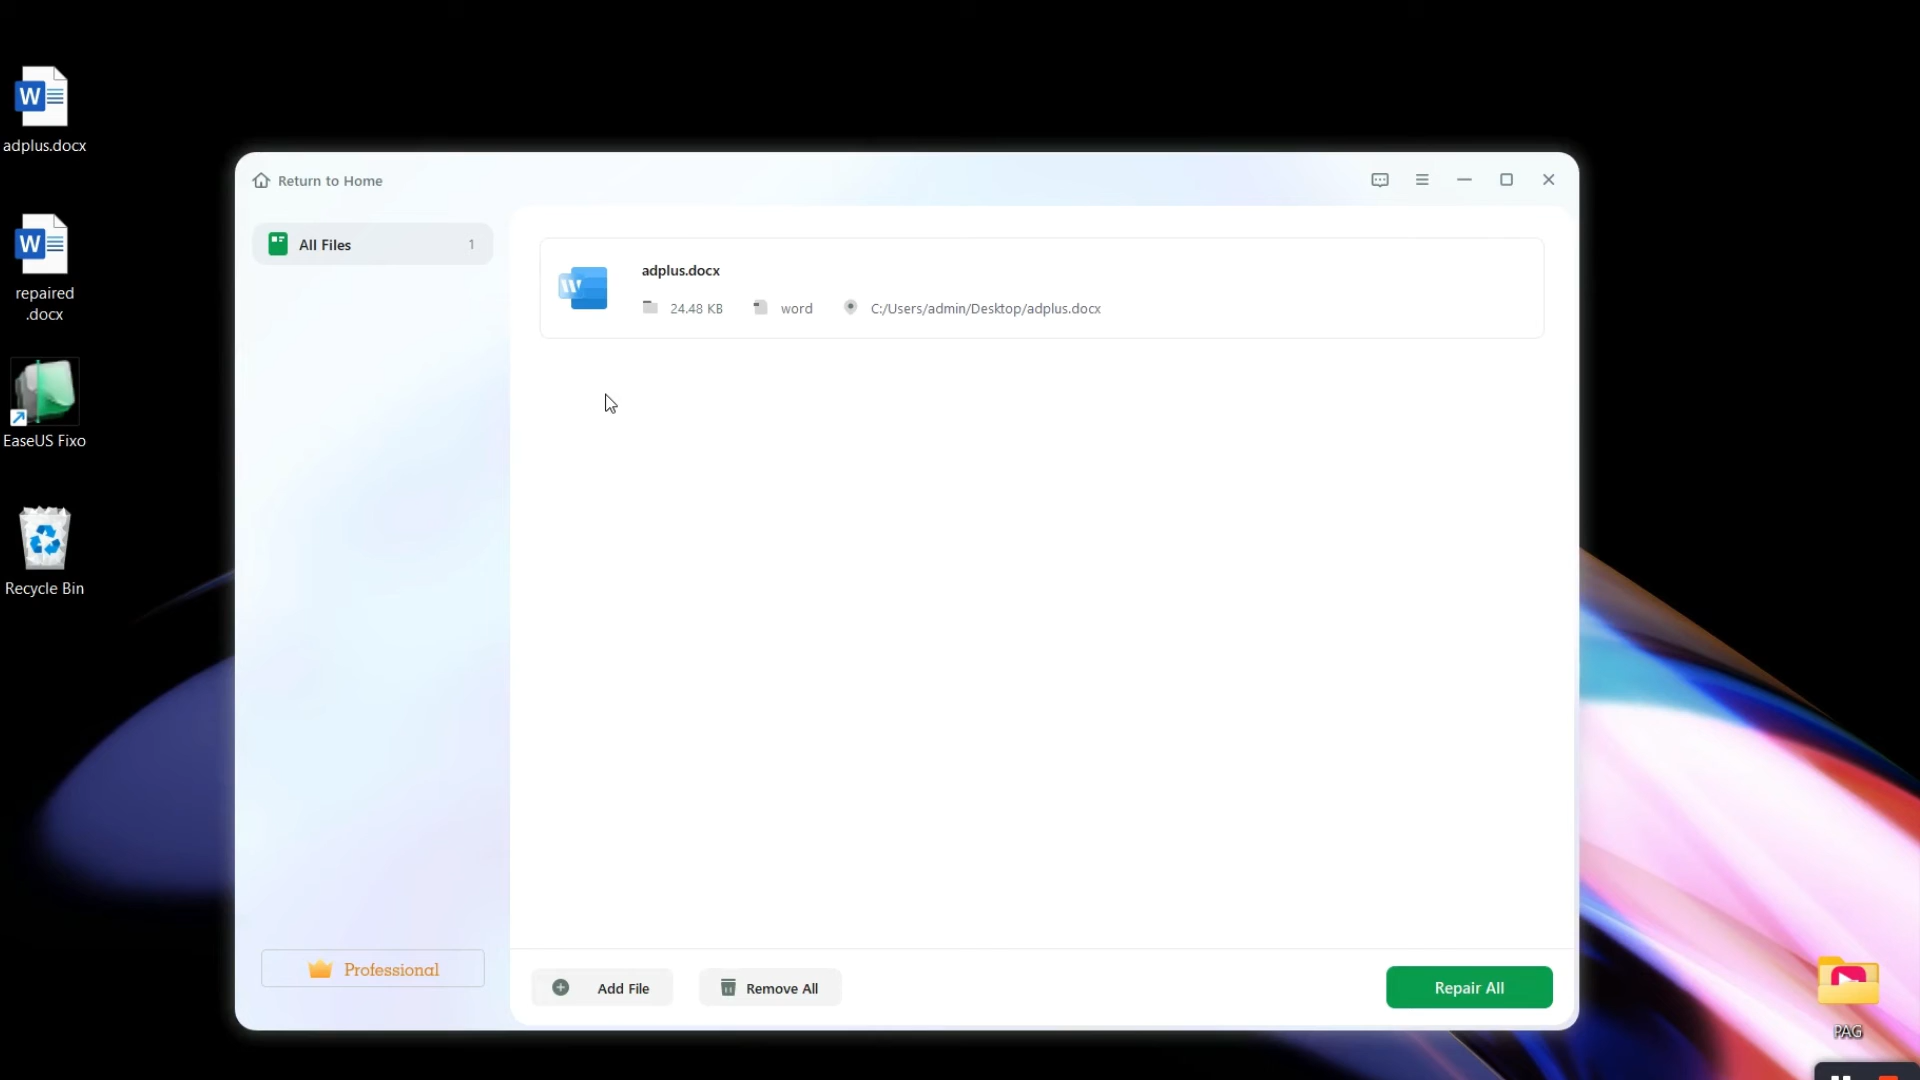 adplus.docx
repaired
.docx
EaseUS Fixo
Recycle Bin
Return to Home
All Files 1
adplus.docx
24.48 KB word C:/Users/admin/Desktop/adplus.docx
Professional
Add File Remove All Repair All
PAG